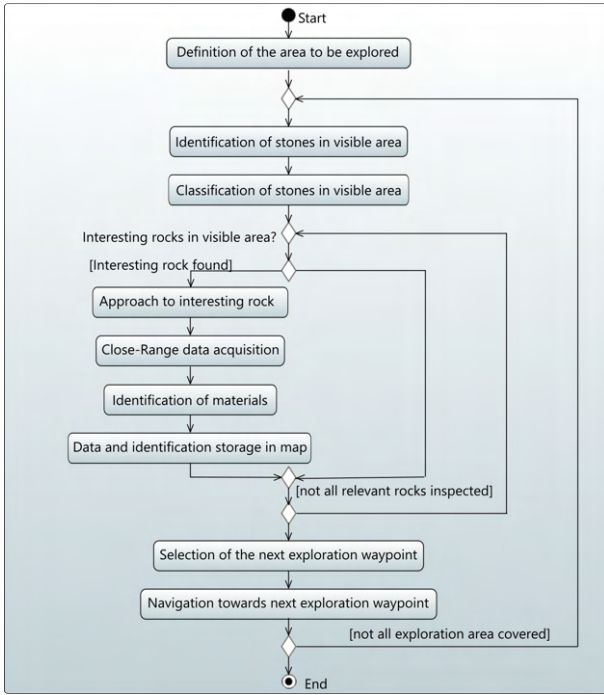 Start
Definition of the area to be explored
Identification of stones in visible area
Classification of stones in visible area
Interesting rocks in visible area?
[Interesting rock found]
Approach to interesting rock
Close-Range data acquisition
Identification of materials
Data and identification storage in map
[not all relevant rocks inspected]
Selection of the next exploration waypoint
Navigation towards next exploration waypoint
[not all exploration area covered]
End